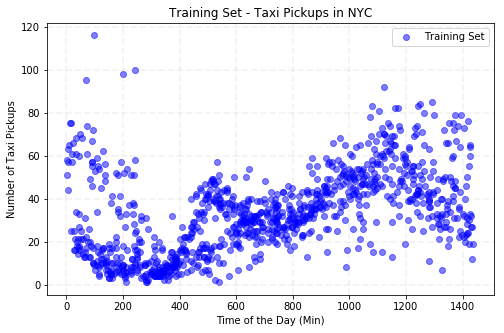 Training Set - Taxi Pickups in NYC
Training Set
120
100
80
60
40
20
0
Number of Taxi Pickups
0 200 400 600 800 1000 1200 1400
Time of the Day (Min)